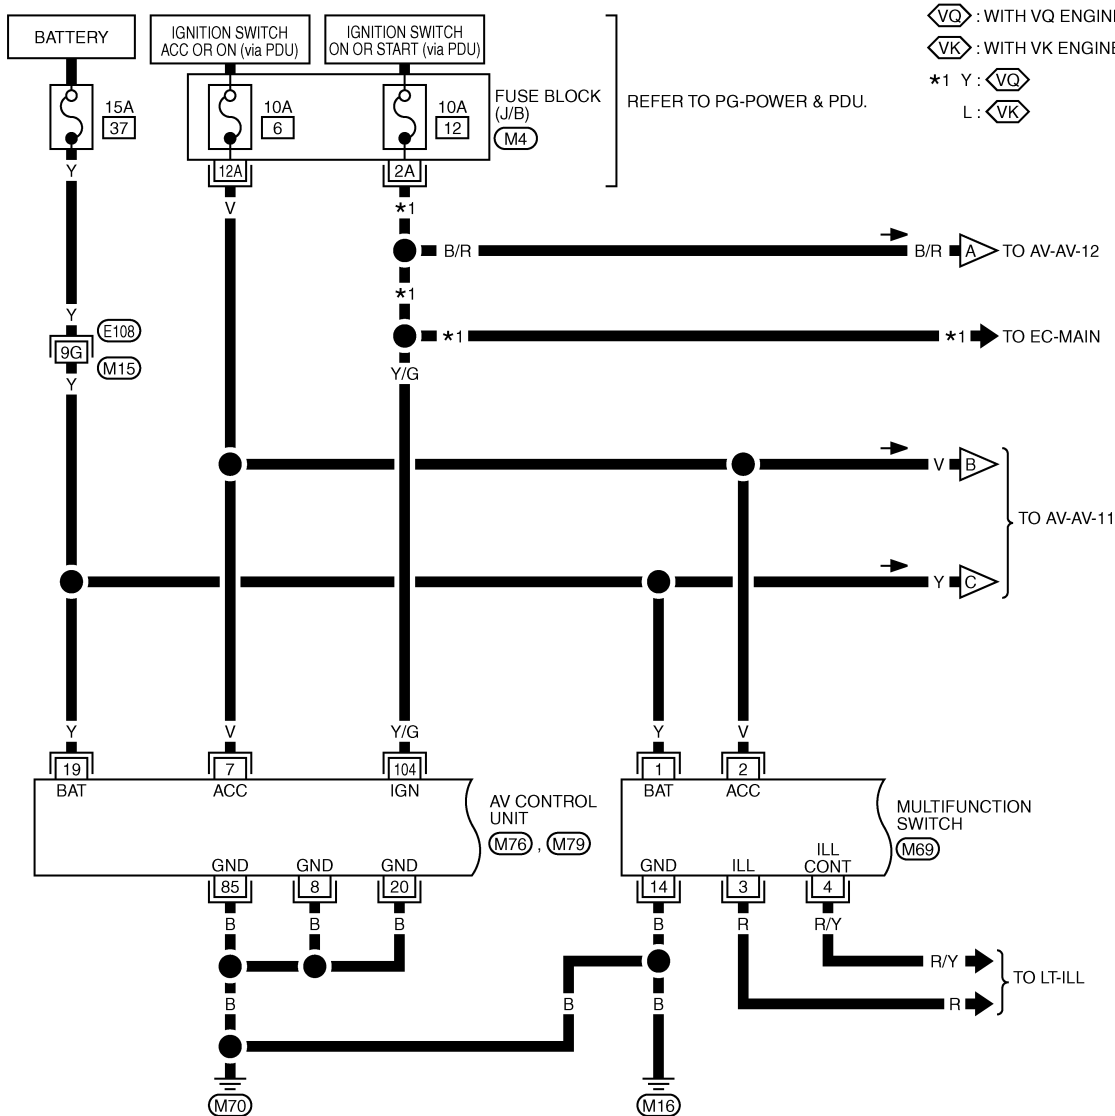 BATTERY
IGNITION SWITCH
ACC OR ON (via PDU)
IGNITION SWITCH
ON OR START (via PDU)
VQ : WITH VQ ENGINE
VK : WITH VK ENGINE
*1 Y : VQ
L : VK
15A
37
10A
6
10A
12
FUSE BLOCK
(J/B)
M4
REFER TO PG-POWER & PDU.
12A
2A
Y
V
*1
B/R
B/R
A
TO AV-AV-12
*1
Y
E108
9G
M15
*1
*1
TO EC-MAIN
Y
Y/G
V
B
TO AV-AV-11
Y
C
Y
V
Y/G
Y
V
19
7
104
1
2
BAT
ACC
IGN
BAT
ACC
AV CONTROL
UNIT
M76 , M79
MULTIFUNCTION
SWITCH
M69
GND
GND
GND
GND
ILL
ILL
CONT
85
8
20
14
3
4
B
B
B
B
R
R/Y
R/Y
TO LT-ILL
B
B
B
R
M70
M16